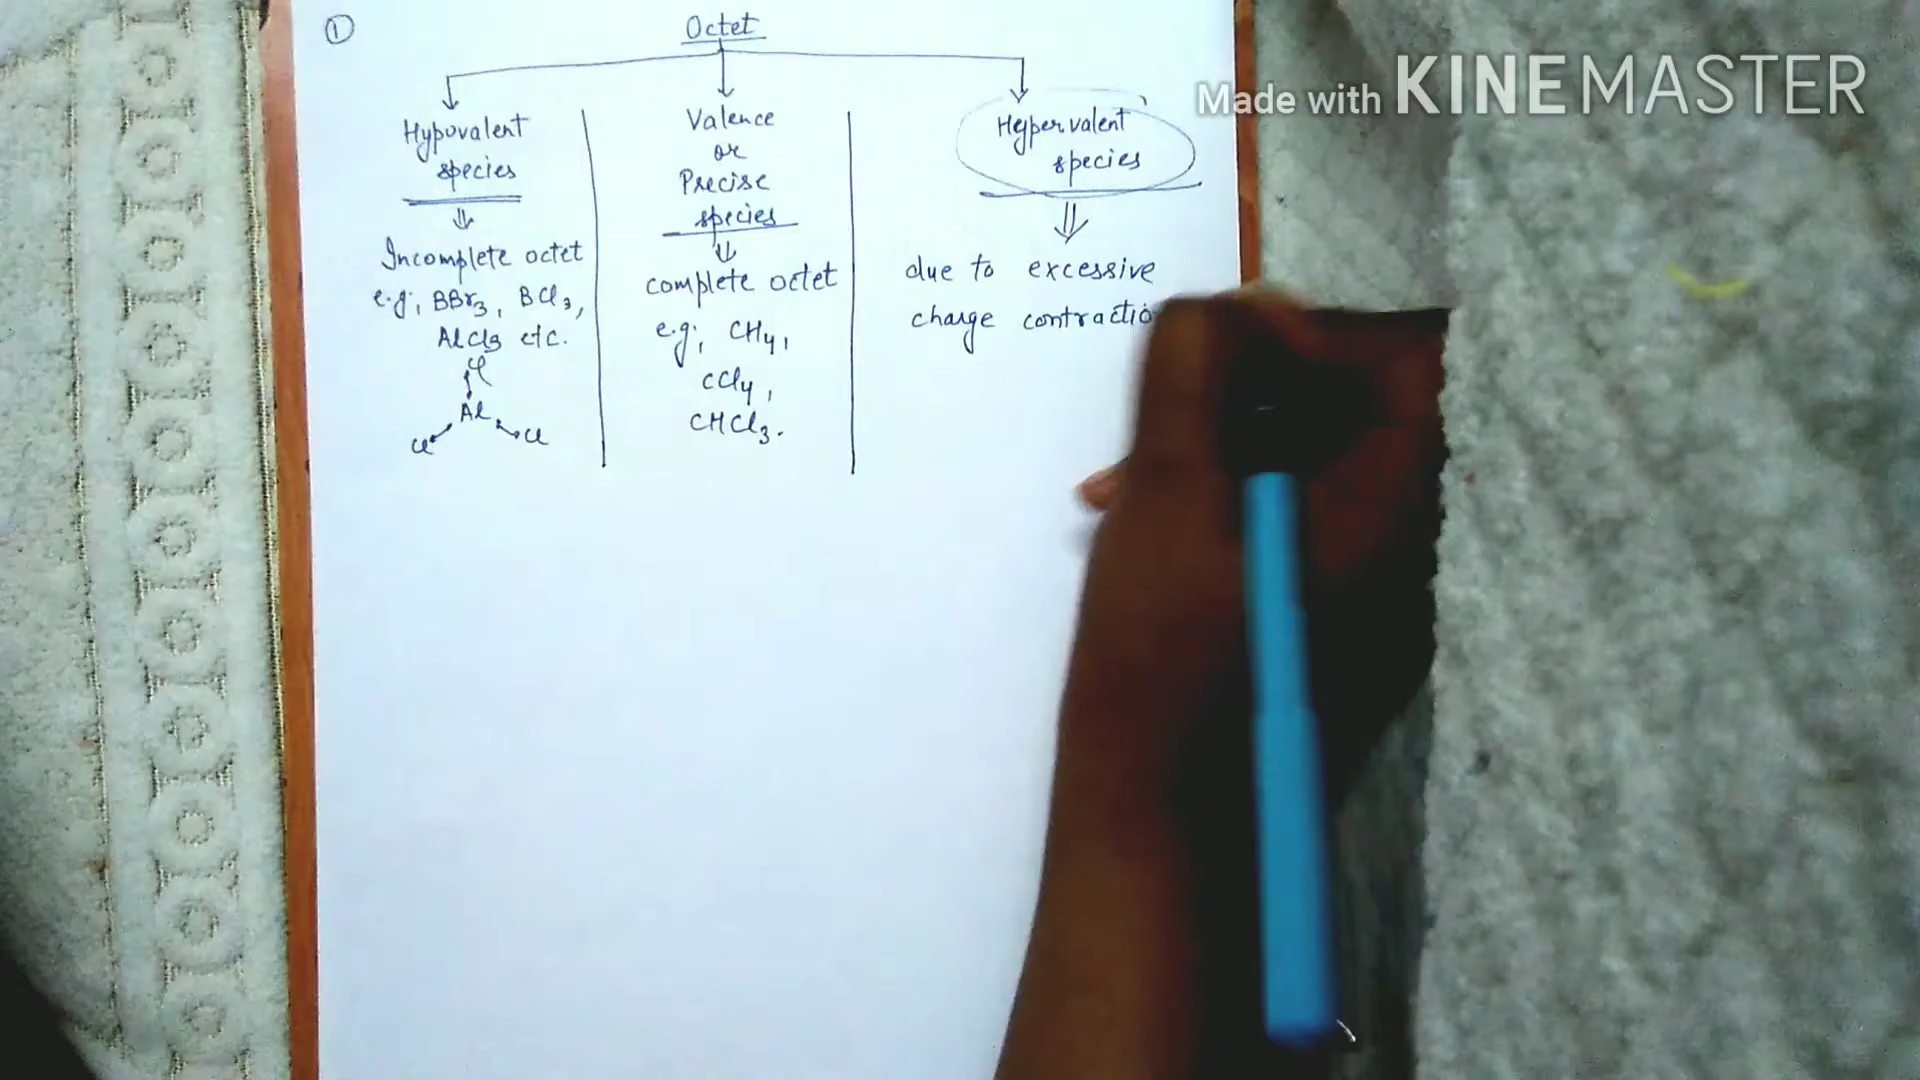 ①
Octet
Hypovalent
species
⇓
Incomplete octet
e.g; BBr3, BCl3,
AlCl3 etc.
Cl
Al
Cl Cl
Valence
or
Precise
species
⇓
complete octet
e.g; CH4,
CCl4,
CHCl3.
Hypervalent
species
⇓
due to excessive
charge contractio
Made with KINEMASTER